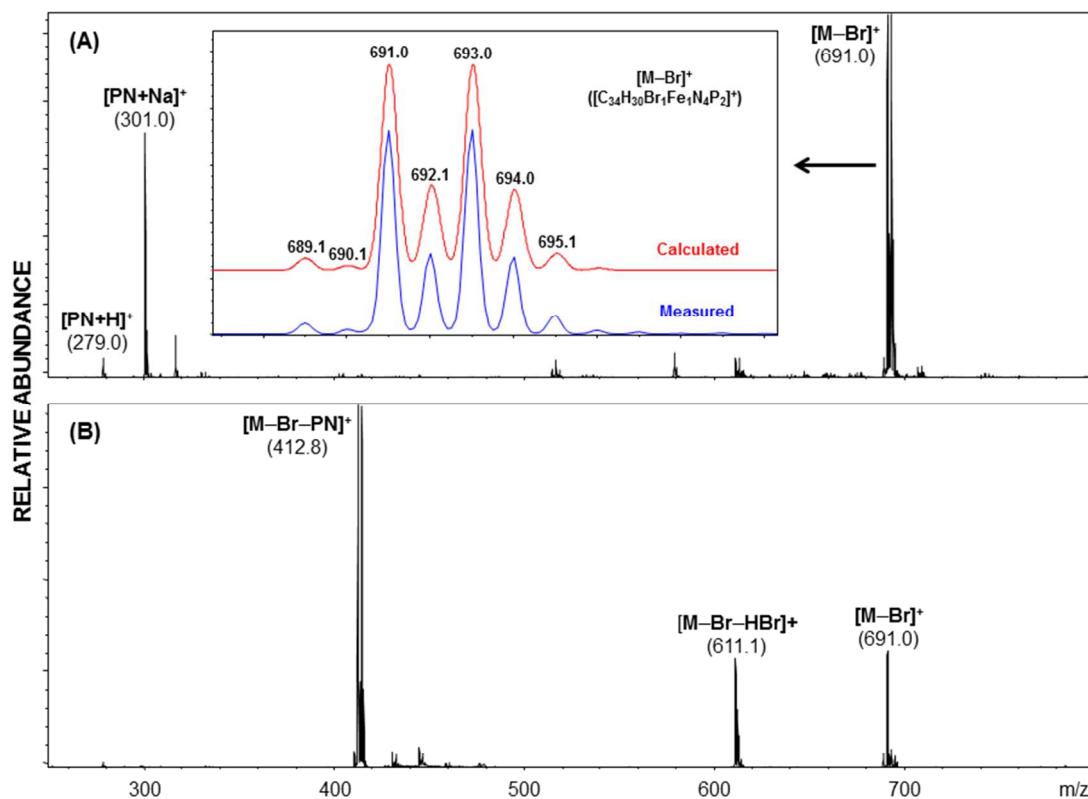 (A)
[M–Br]⁺
(691.0)
[PN+Na]⁺
(301.0)
[PN+H]⁺
(279.0)
691.0
693.0
[M–Br]⁺
([C₃₄H₃₀Br₁Fe₁N₄P₂]⁺)
692.1
694.0
689.1
690.1
695.1
Calculated
Measured
RELATIVE ABUNDANCE
(B)
[M–Br–PN]⁺
(412.8)
[M–Br–HBr]+
(611.1)
[M–Br]⁺
(691.0)
300
400
500
600
700
m/z